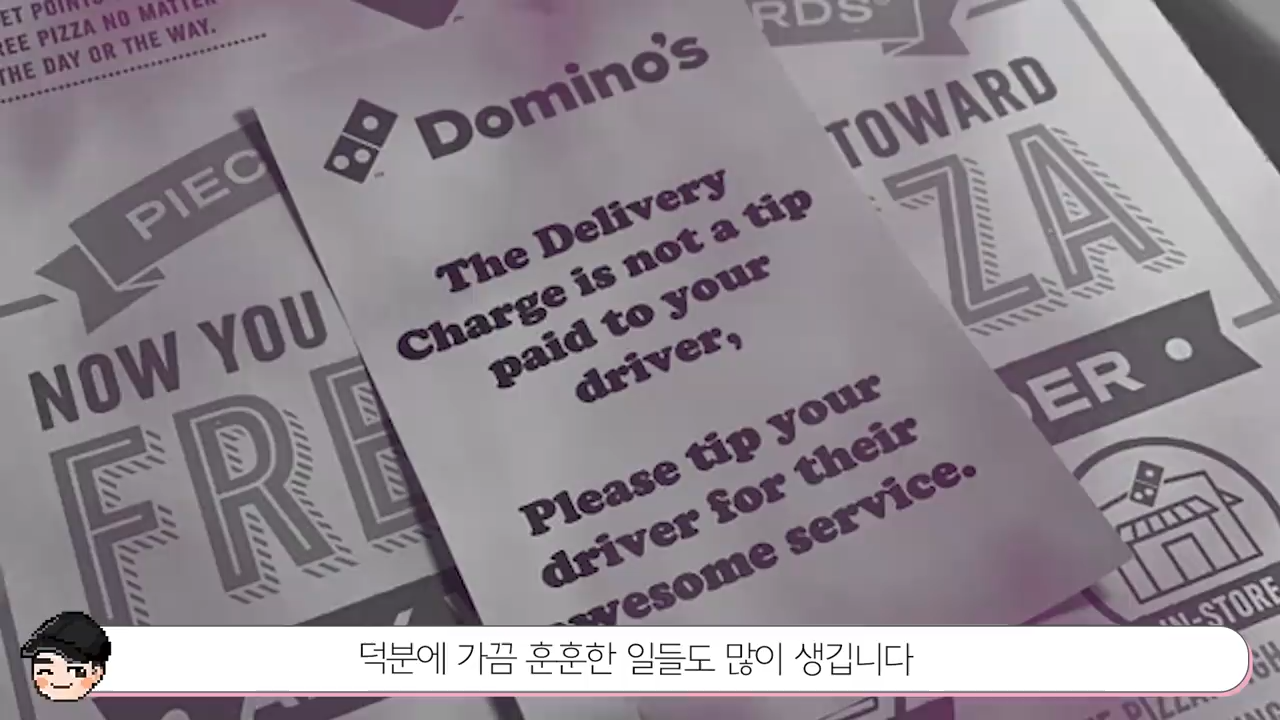 ET POINTS
REE PIZZA NO MATTER
THE DAY OR THE WAY.
RDS
Domino's
TOWARD
PIEC
ZA
The Delivery
Charge is not a tip
paid to your
driver,
NOW YOU
FRE
DER
Please tip your
driver for their
awesome service.
IN-STORE
덕분에 가끔 훈훈한 일들도 많이 생깁니다